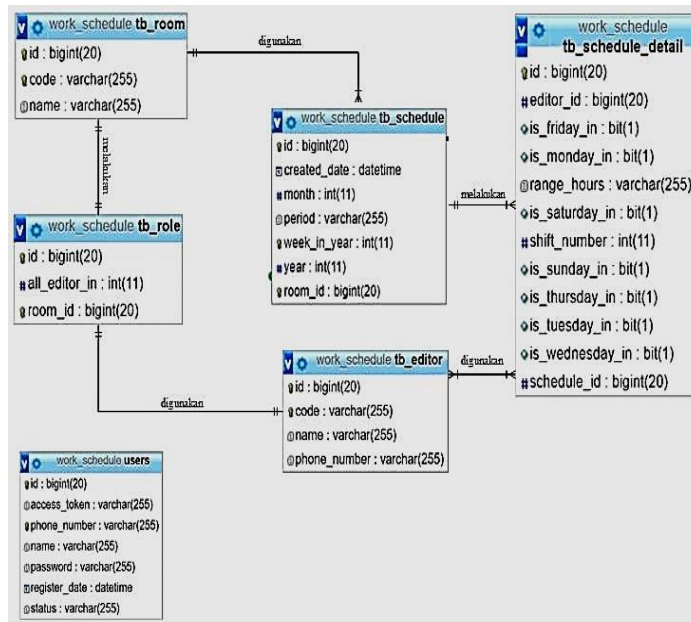 work_schedule tb_room
id : bigint(20)
code : varchar(255)
name : varchar(255)
digunakan
melakukan
work_schedule tb_role
id : bigint(20)
#all_editor_in : int(11)
room_id : bigint(20)
digunakan
work_schedule tb_schedule
id : bigint(20)
created_date : datetime
#month : int(11)
period : varchar(255)
week_in_year : int(11)
#year : int(11)
room_id : bigint(20)
melakukan
work_schedule
tb_schedule_detail
id : bigint(20)
#editor_id : bigint(20)
is_friday_in : bit(1)
is_monday_in : bit(1)
range_hours : varchar(255)
is_saturday_in : bit(1)
#shift_number : int(11)
is_sunday_in : bit(1)
is_thursday_in : bit(1)
is_tuesday_in : bit(1)
is_wednesday_in : bit(1)
#schedule_id : bigint(20)
digunakan
work_schedule tb_editor
id : bigint(20)
code : varchar(255)
name : varchar(255)
phone_number : varchar(255)
work_schedule users
id : bigint(20)
access_token : varchar(255)
phone_number : varchar(255)
name : varchar(255)
password : varchar(255)
register_date : datetime
status : varchar(255)